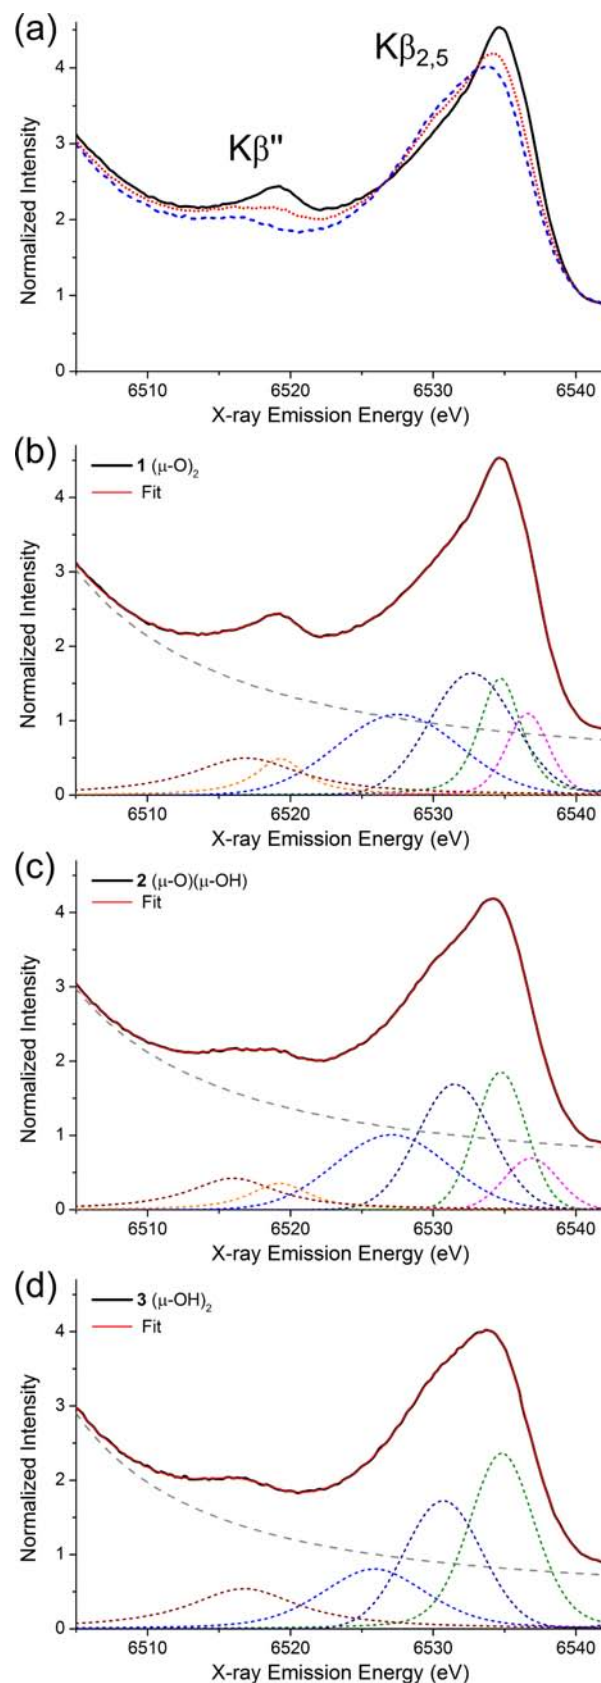 (a)
Kβ2,5
Kβ"
Normalized Intensity
4
3
2
1
0
6510 6520 6530 6540
X-ray Emission Energy (eV)
(b)
1 (μ-O)2
Fit
Normalized Intensity
4
3
2
1
0
6510 6520 6530 6540
X-ray Emission Energy (eV)
(c)
2 (μ-O)(μ-OH)
Fit
Normalized Intensity
4
3
2
1
0
6510 6520 6530 6540
X-ray Emission Energy (eV)
(d)
3 (μ-OH)2
Fit
Normalized Intensity
4
3
2
1
0
6510 6520 6530 6540
X-ray Emission Energy (eV)